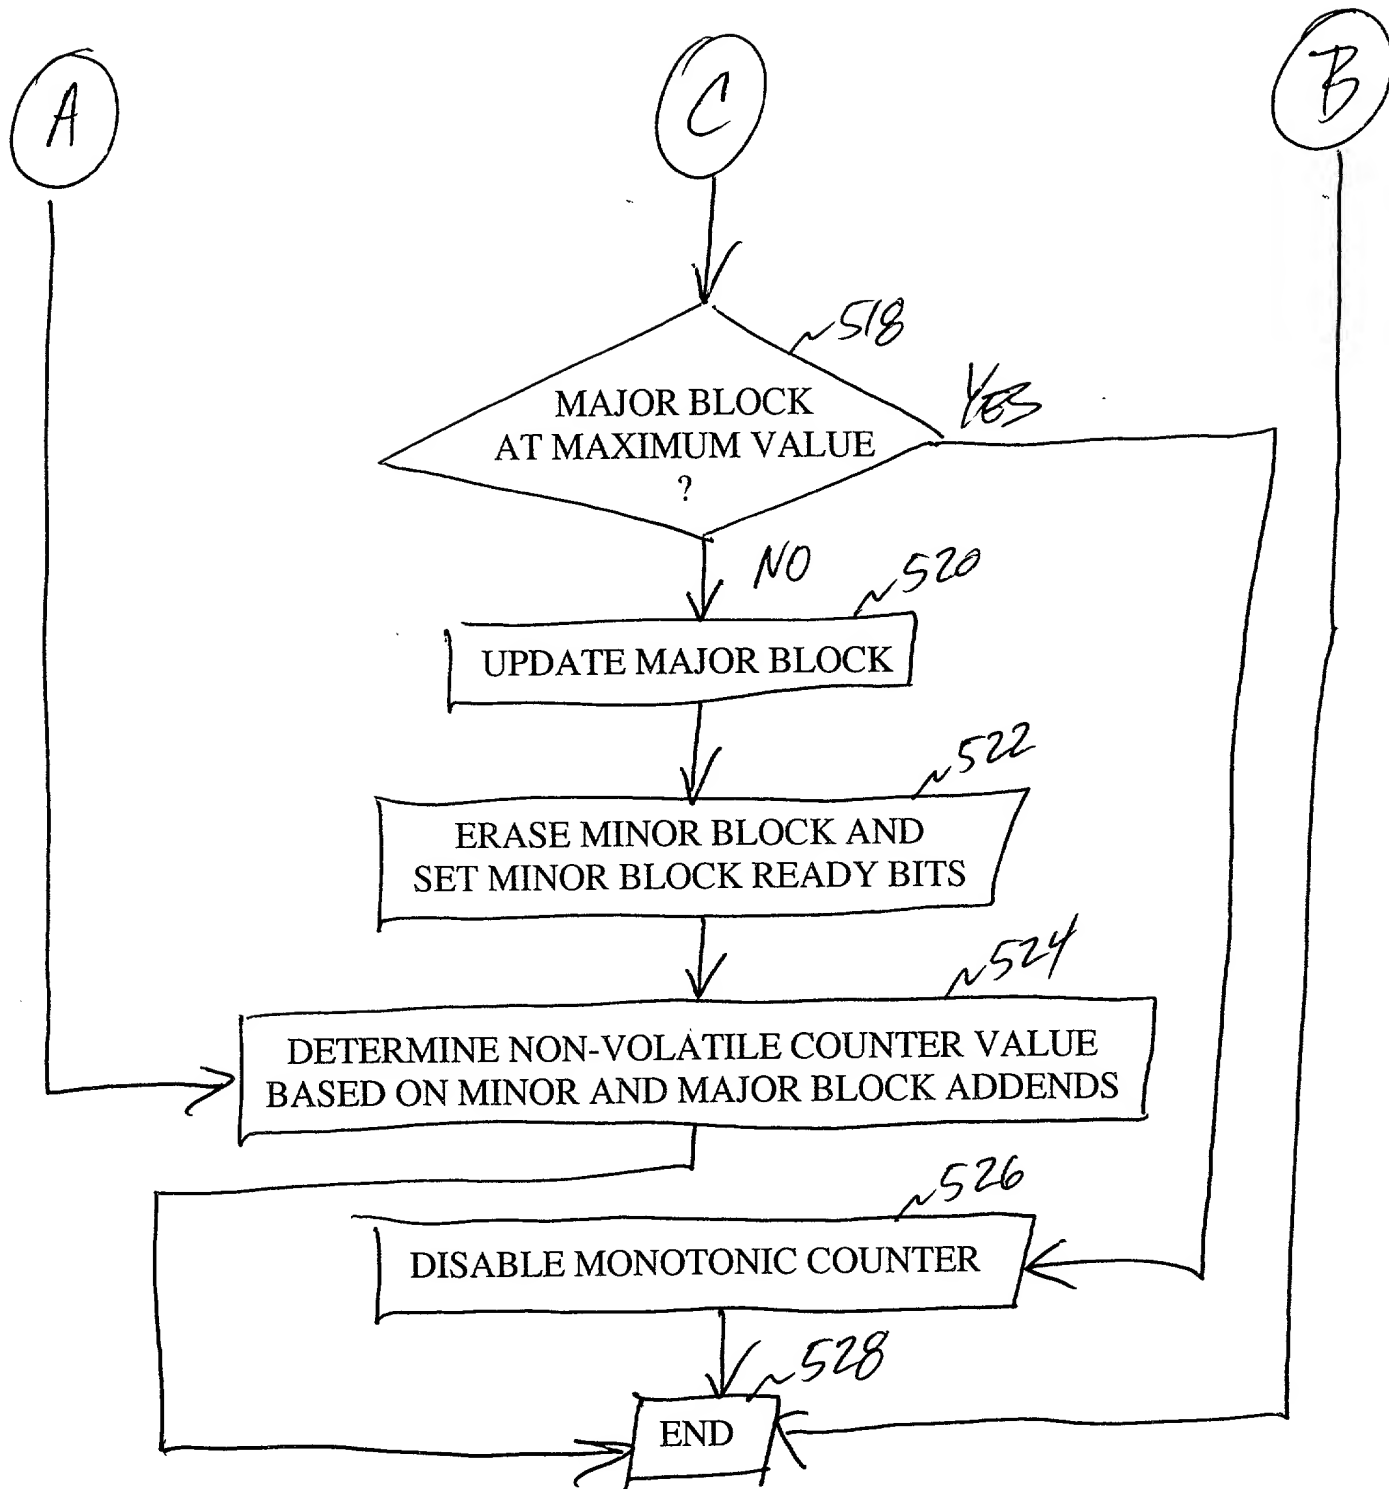 A
C
B
518
MAJOR BLOCK
AT MAXIMUM VALUE
?
YES
NO
520
UPDATE MAJOR BLOCK
522
ERASE MINOR BLOCK AND
SET MINOR BLOCK READY BITS
524
DETERMINE NON-VOLATILE COUNTER VALUE
BASED ON MINOR AND MAJOR BLOCK ADDENDS
526
DISABLE MONOTONIC COUNTER
528
END